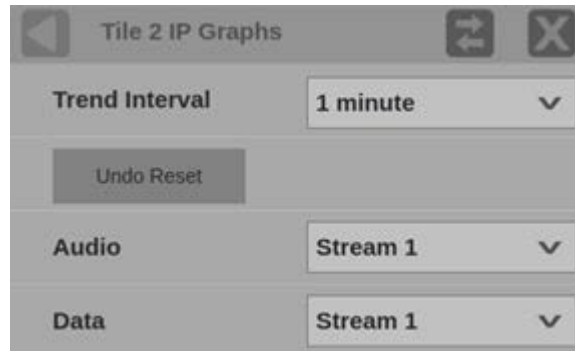 Tile 2 IP Graphs
Trend Interval 1 minute
Undo Reset
Audio Stream 1
Data Stream 1